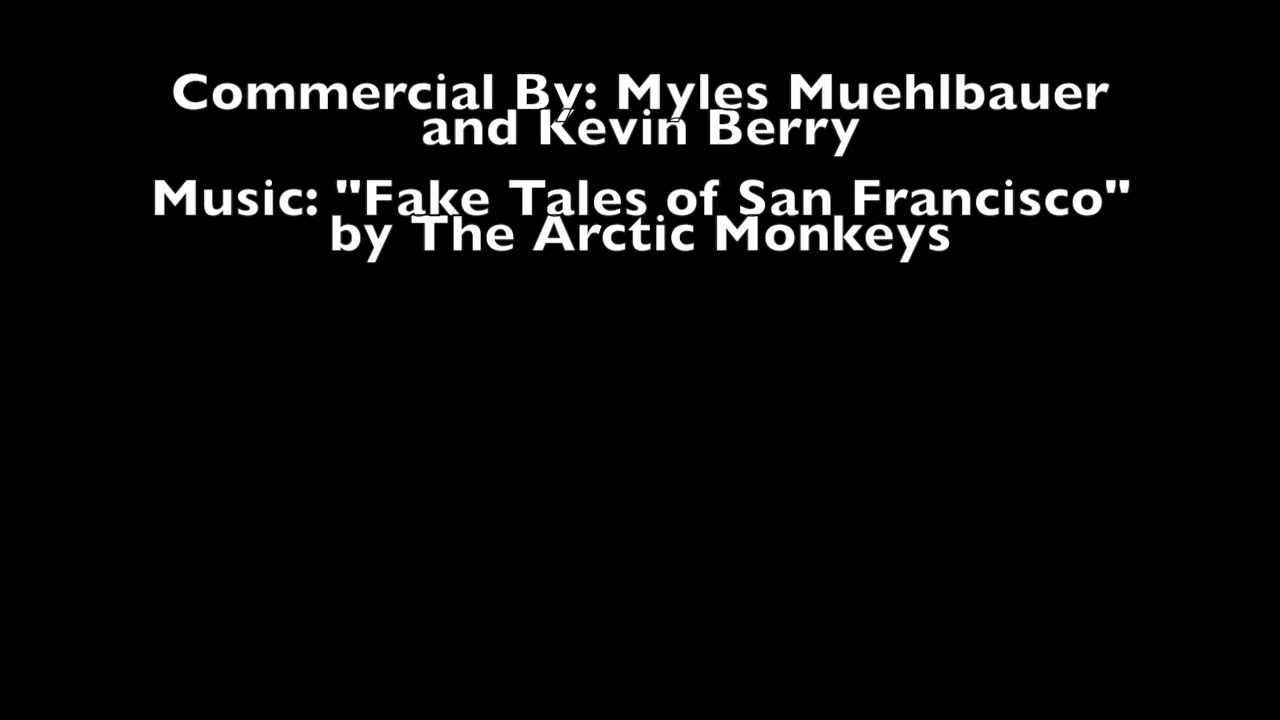 Commercial By: Myles Muehlbauer
and Kevin Berry
Music: "Fake Tales of San Francisco"
by The Arctic Monkeys